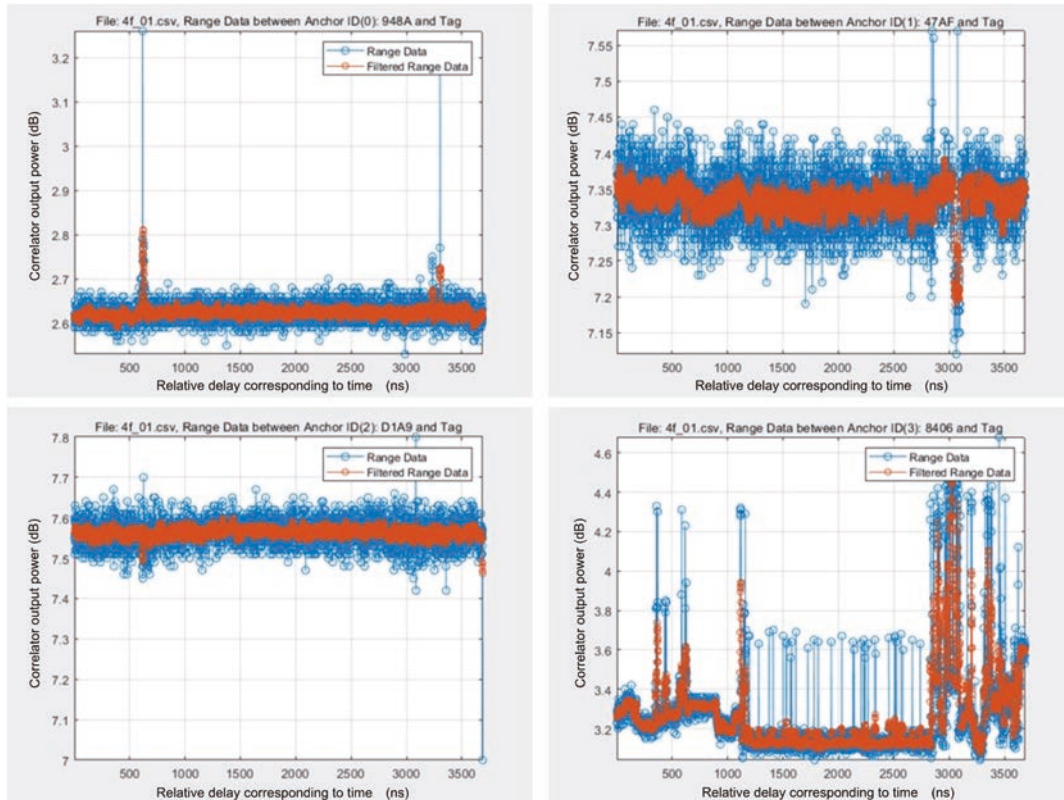 File: 4f_01.csv, Range Data between Anchor ID(0): 948A and Tag
Range Data
Filtered Range Data
Correlator output power (dB)
3.2
3.1
3
2.9
2.8
2.7
2.6
500 1000 1500 2000 2500 3000 3500
Relative delay corresponding to time (ns)
File: 4f_01.csv, Range Data between Anchor ID(1): 47AF and Tag
Range Data
Filtered Range Data
Correlator output power (dB)
7.55
7.5
7.45
7.4
7.35
7.3
7.25
7.2
7.15
500 1000 1500 2000 2500 3000 3500
Relative delay corresponding to time (ns)
File: 4f_01.csv, Range Data between Anchor ID(2): D1A9 and Tag
Range Data
Filtered Range Data
Correlator output power (dB)
7.8
7.7
7.6
7.5
7.4
7.3
7.2
7.1
7
500 1000 1500 2000 2500 3000 3500
Relative delay corresponding to time (ns)
File: 4f_01.csv, Range Data between Anchor ID(3): 8406 and Tag
Range Data
Filtered Range Data
Correlator output power (dB)
4.6
4.4
4.2
4
3.8
3.6
3.4
3.2
500 1000 1500 2000 2500 3000 3500
Relative delay corresponding to time (ns)